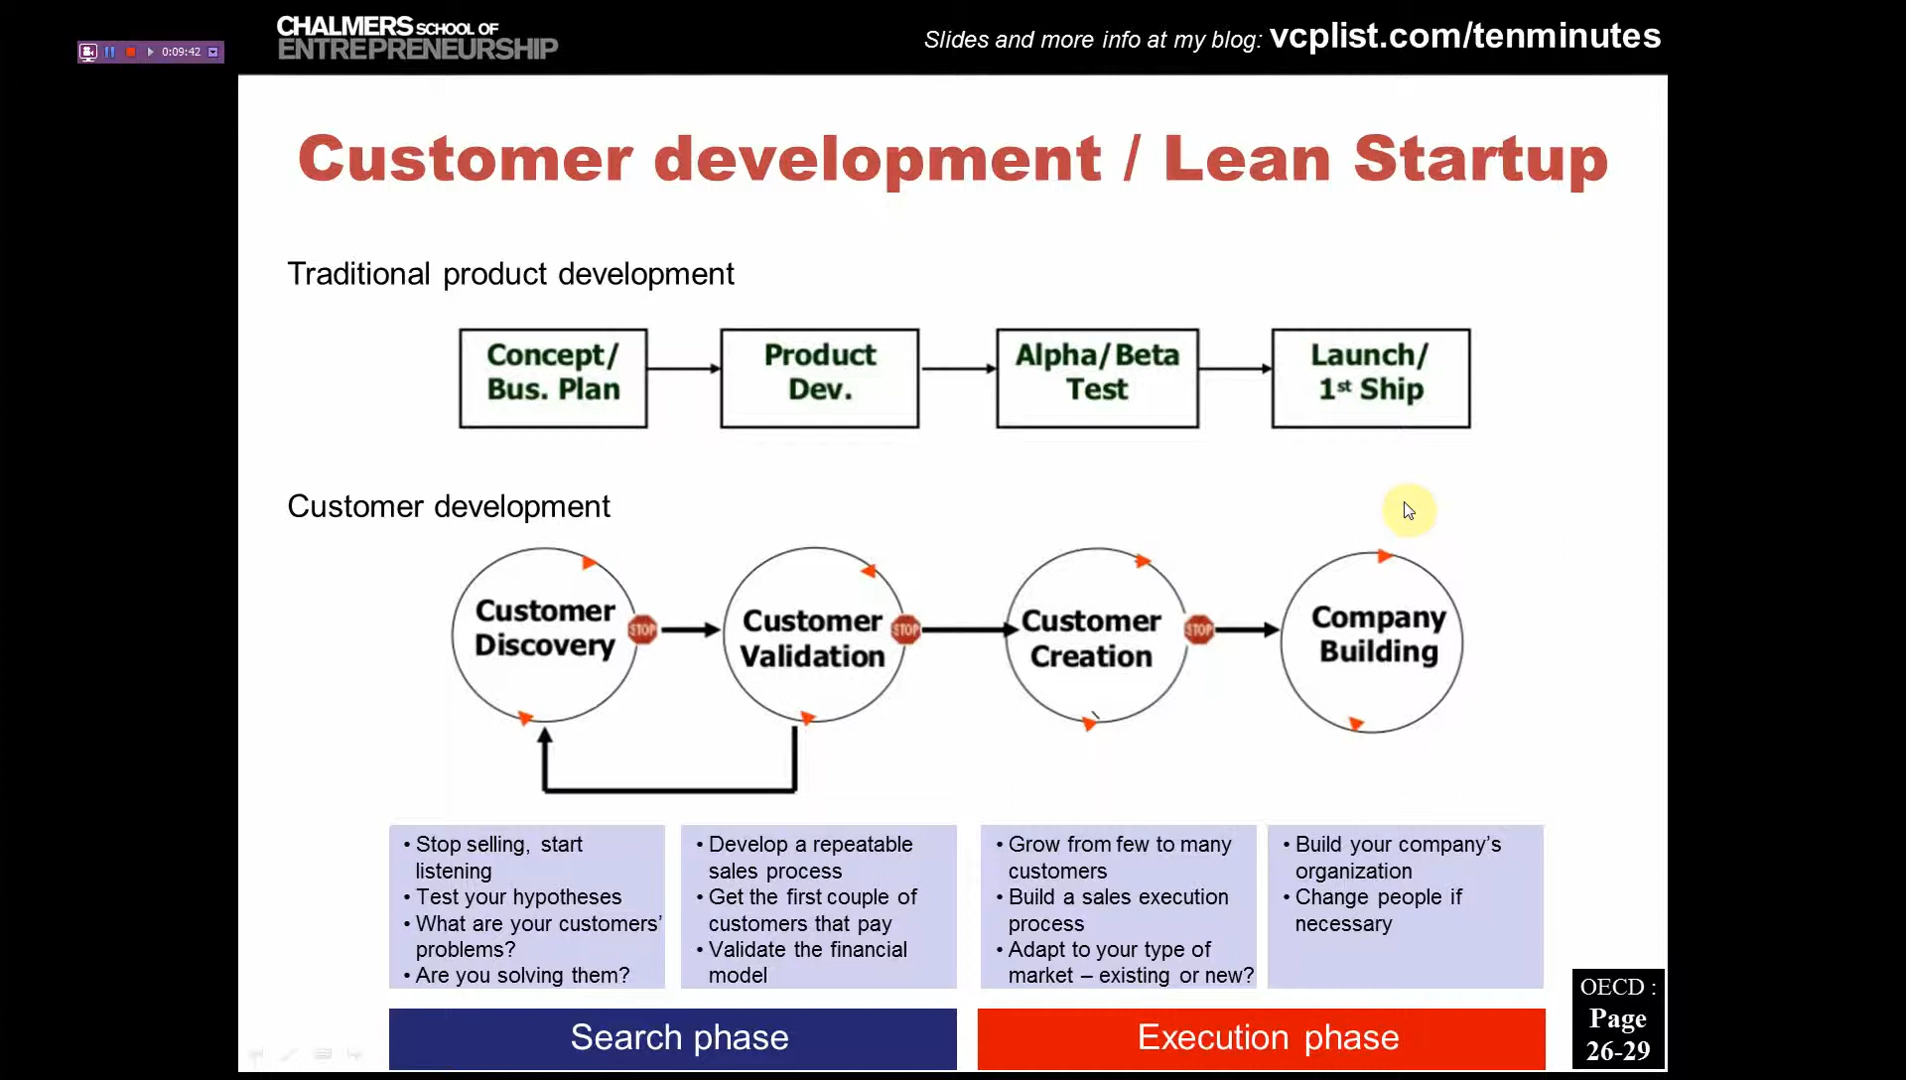 0:09:42
CHALMERS SCHOOL OF
ENTREPRENEURSHIP
Slides and more info at my blog: vcplist.com/tenminutes
Customer development / Lean Startup
Traditional product development
Concept/
Bus. Plan
Product
Dev.
Alpha/Beta
Test
Launch/
1st Ship
Customer development
Customer
Discovery
STOP
Customer
Validation
STOP
Customer
Creation
STOP
Company
Building
• Stop selling, start
listening
• Test your hypotheses
• What are your customers’
problems?
• Are you solving them?
• Develop a repeatable
sales process
• Get the first couple of
customers that pay
• Validate the financial
model
• Grow from few to many
customers
• Build a sales execution
process
• Adapt to your type of
market – existing or new?
• Build your company’s
organization
• Change people if
necessary
Search phase
Execution phase
OECD :
Page
26-29